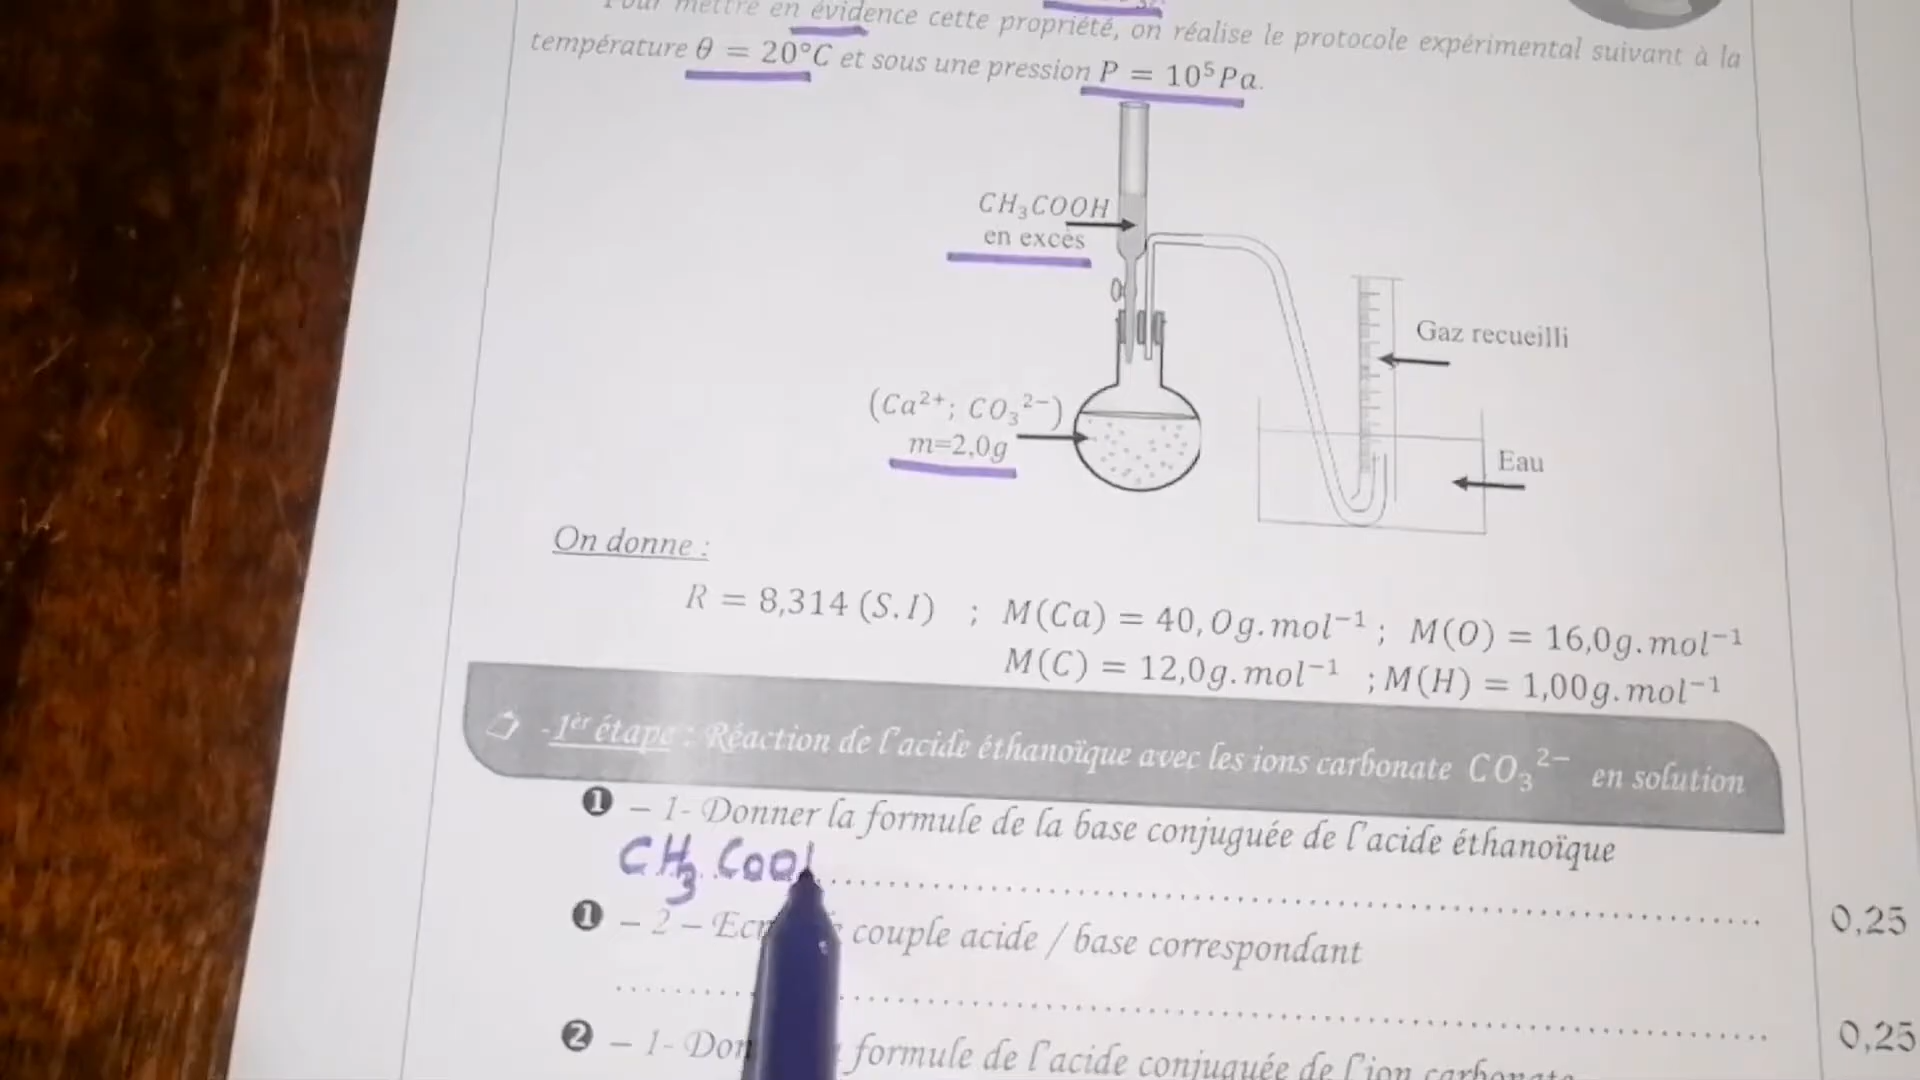 Pour mettre en évidence cette propriété, on réalise le protocole expérimental suivant à la
température θ = 20°C et sous une pression P = 10⁵Pa.
CH₃COOH
en excès
Gaz recueilli
(Ca²⁺; CO₃²⁻)
m=2,0g
Eau
On donne :
R = 8,314 (S.I) ; M(Ca) = 40,0g.mol⁻¹ ; M(O) = 16,0g.mol⁻¹
M(C) = 12,0g.mol⁻¹ ; M(H) = 1,00g.mol⁻¹
-1èr étape : Réaction de l'acide éthanoïque avec les ions carbonate CO₃²⁻ en solution
❶ – 1- Donner la formule de la base conjuguée de l'acide éthanoïque
CH₃COO
0,25
❶ – 2 – couple acide / base correspondant
0,25
❷ – 1- formule de l'acide conjuguée de l'ion carbonate